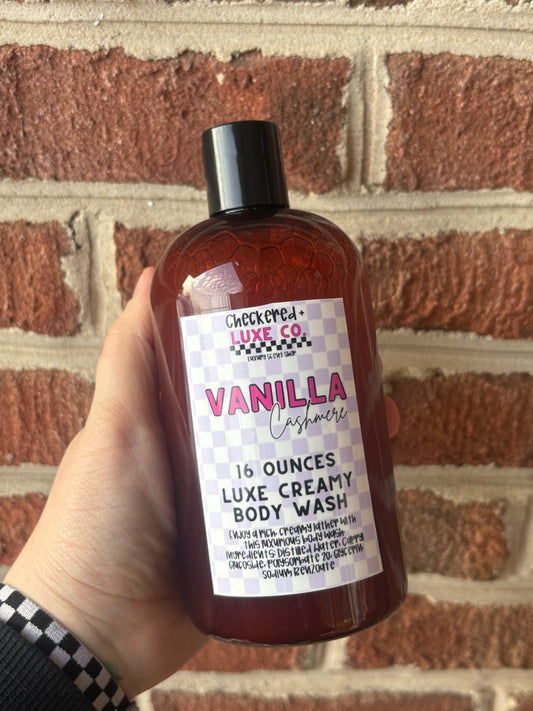 Checkered +
LUXE CO.
Luxury Scent Shop
VANILLA
Cashmere
16 OUNCES
LUXE CREAMY
BODY WASH
Enjoy a rich, creamy lather with
this luxurious body wash
Ingredients: Distilled Water, Capryl
Glucoside, Polysorbate 20, Glycerin
Sodium Benzoate